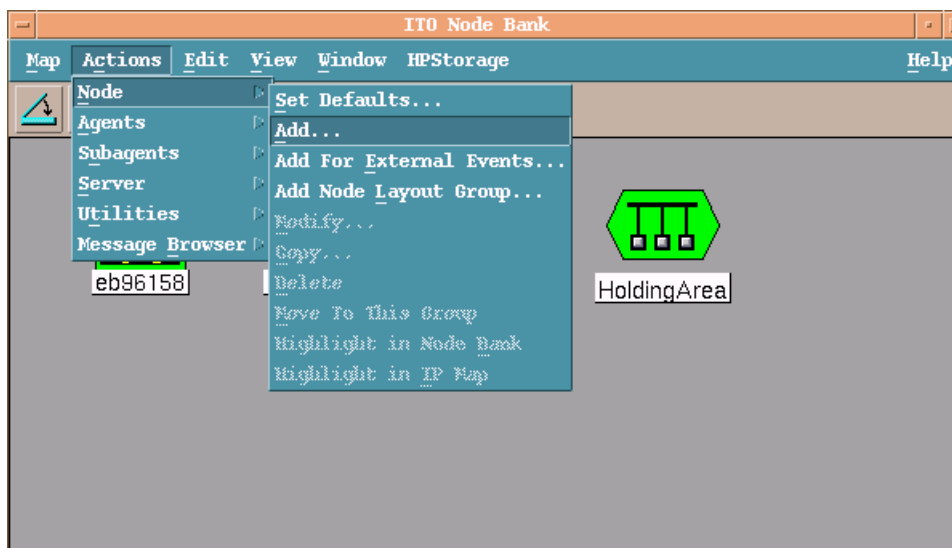 ITO Node Bank
Map Actions Edit View Window HPStorage Help
Node
Agents
Subagents
Server
Utilities
Message Browser
Set Defaults...
Add...
Add For External Events...
Add Node Layout Group...
Modify...
Copy...
Delete
Move To This Group
Highlight in Node Bank
Highlight in IP Map
eb96158
HoldingArea